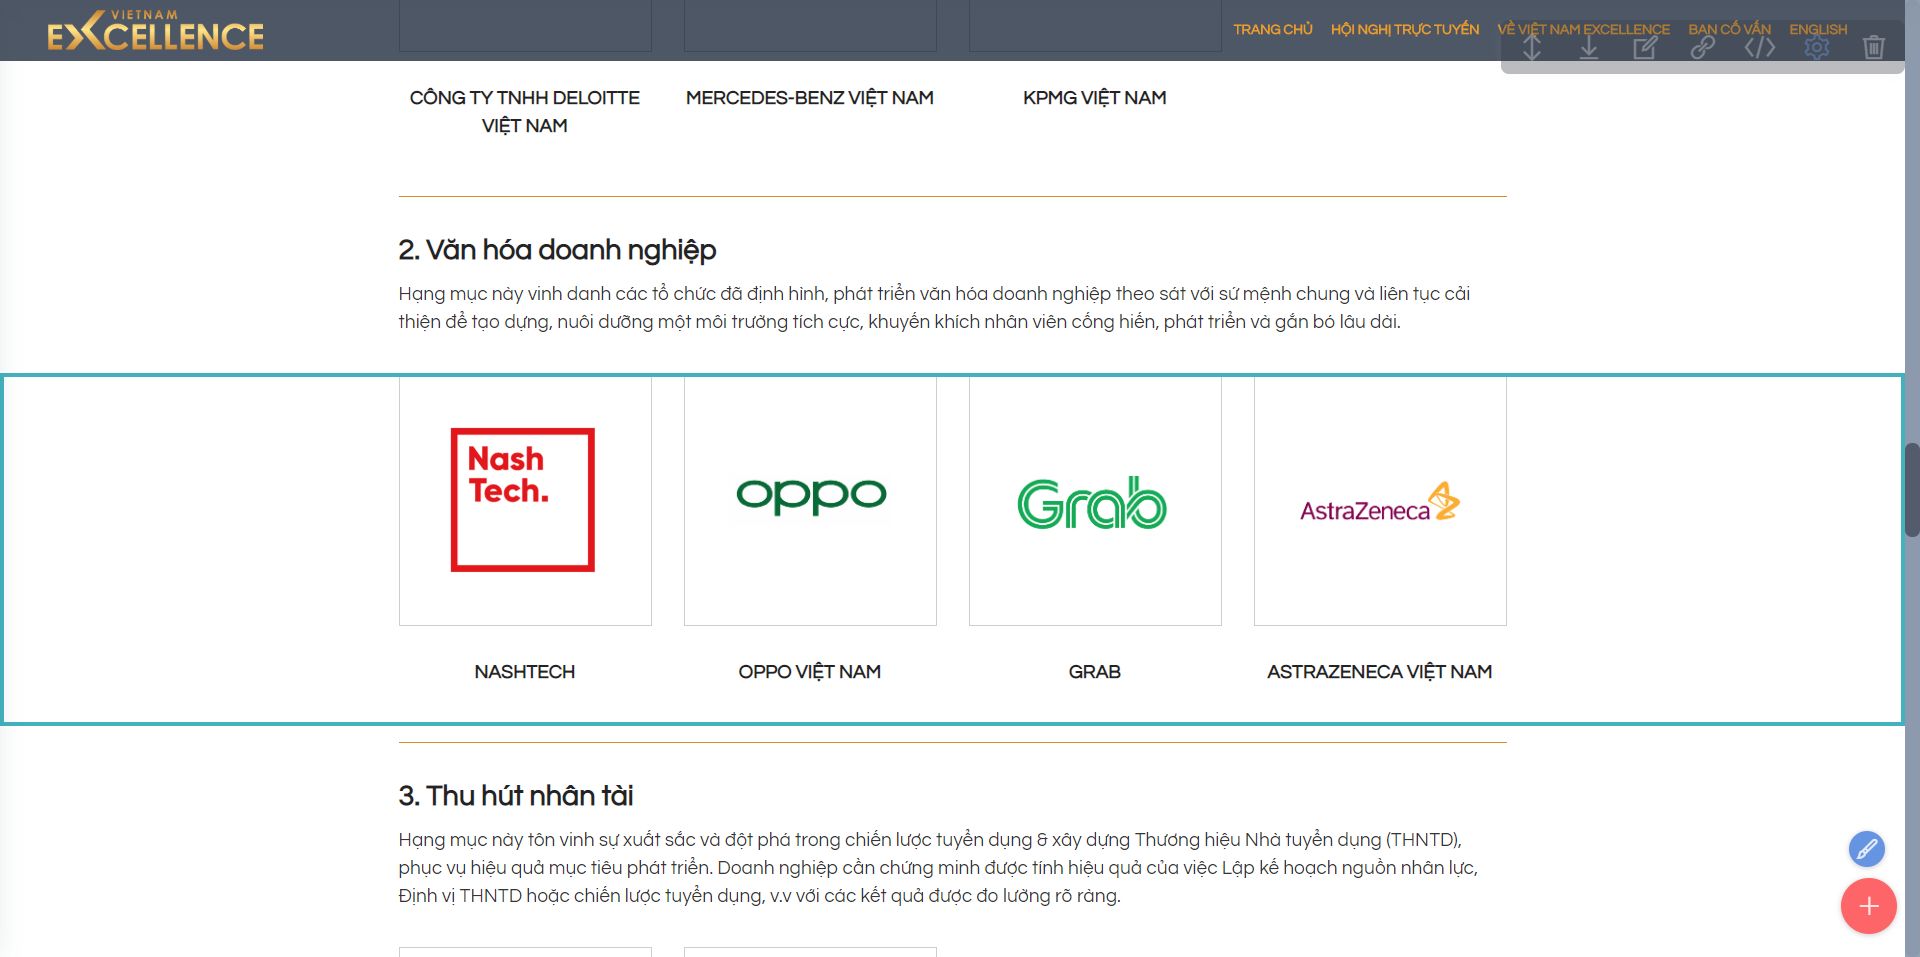 VIETNAM
EXCELLENCE
TRANG CHỦ HỘI NGHỊ TRỰC TUYẾN VỀ VIỆT NAM EXCELLENCE BAN CỐ VẤN ENGLISH
CÔNG TY TNHH DELOITTE
VIỆT NAM
MERCEDES-BENZ VIỆT NAM
KPMG VIỆT NAM
2. Văn hóa doanh nghiệp
Hạng mục này vinh danh các tổ chức đã định hình, phát triển văn hóa doanh nghiệp theo sát với sứ mệnh chung và liên tục cải
thiện để tạo dựng, nuôi dưỡng một môi trường tích cực, khuyến khích nhân viên cống hiến, phát triển và gắn bó lâu dài.
Nash
Tech.
oppo
Grab
AstraZeneca
NASHTECH
OPPO VIỆT NAM
GRAB
ASTRAZENECA VIỆT NAM
3. Thu hút nhân tài
Hạng mục này tôn vinh sự xuất sắc và đột phá trong chiến lược tuyển dụng & xây dựng Thương hiệu Nhà tuyển dụng (THNTD),
phục vụ hiệu quả mục tiêu phát triển. Doanh nghiệp cần chứng minh được tính hiệu quả của việc Lập kế hoạch nguồn nhân lực,
Định vị THNTD hoặc chiến lược tuyển dụng, v.v với các kết quả được đo lường rõ ràng.